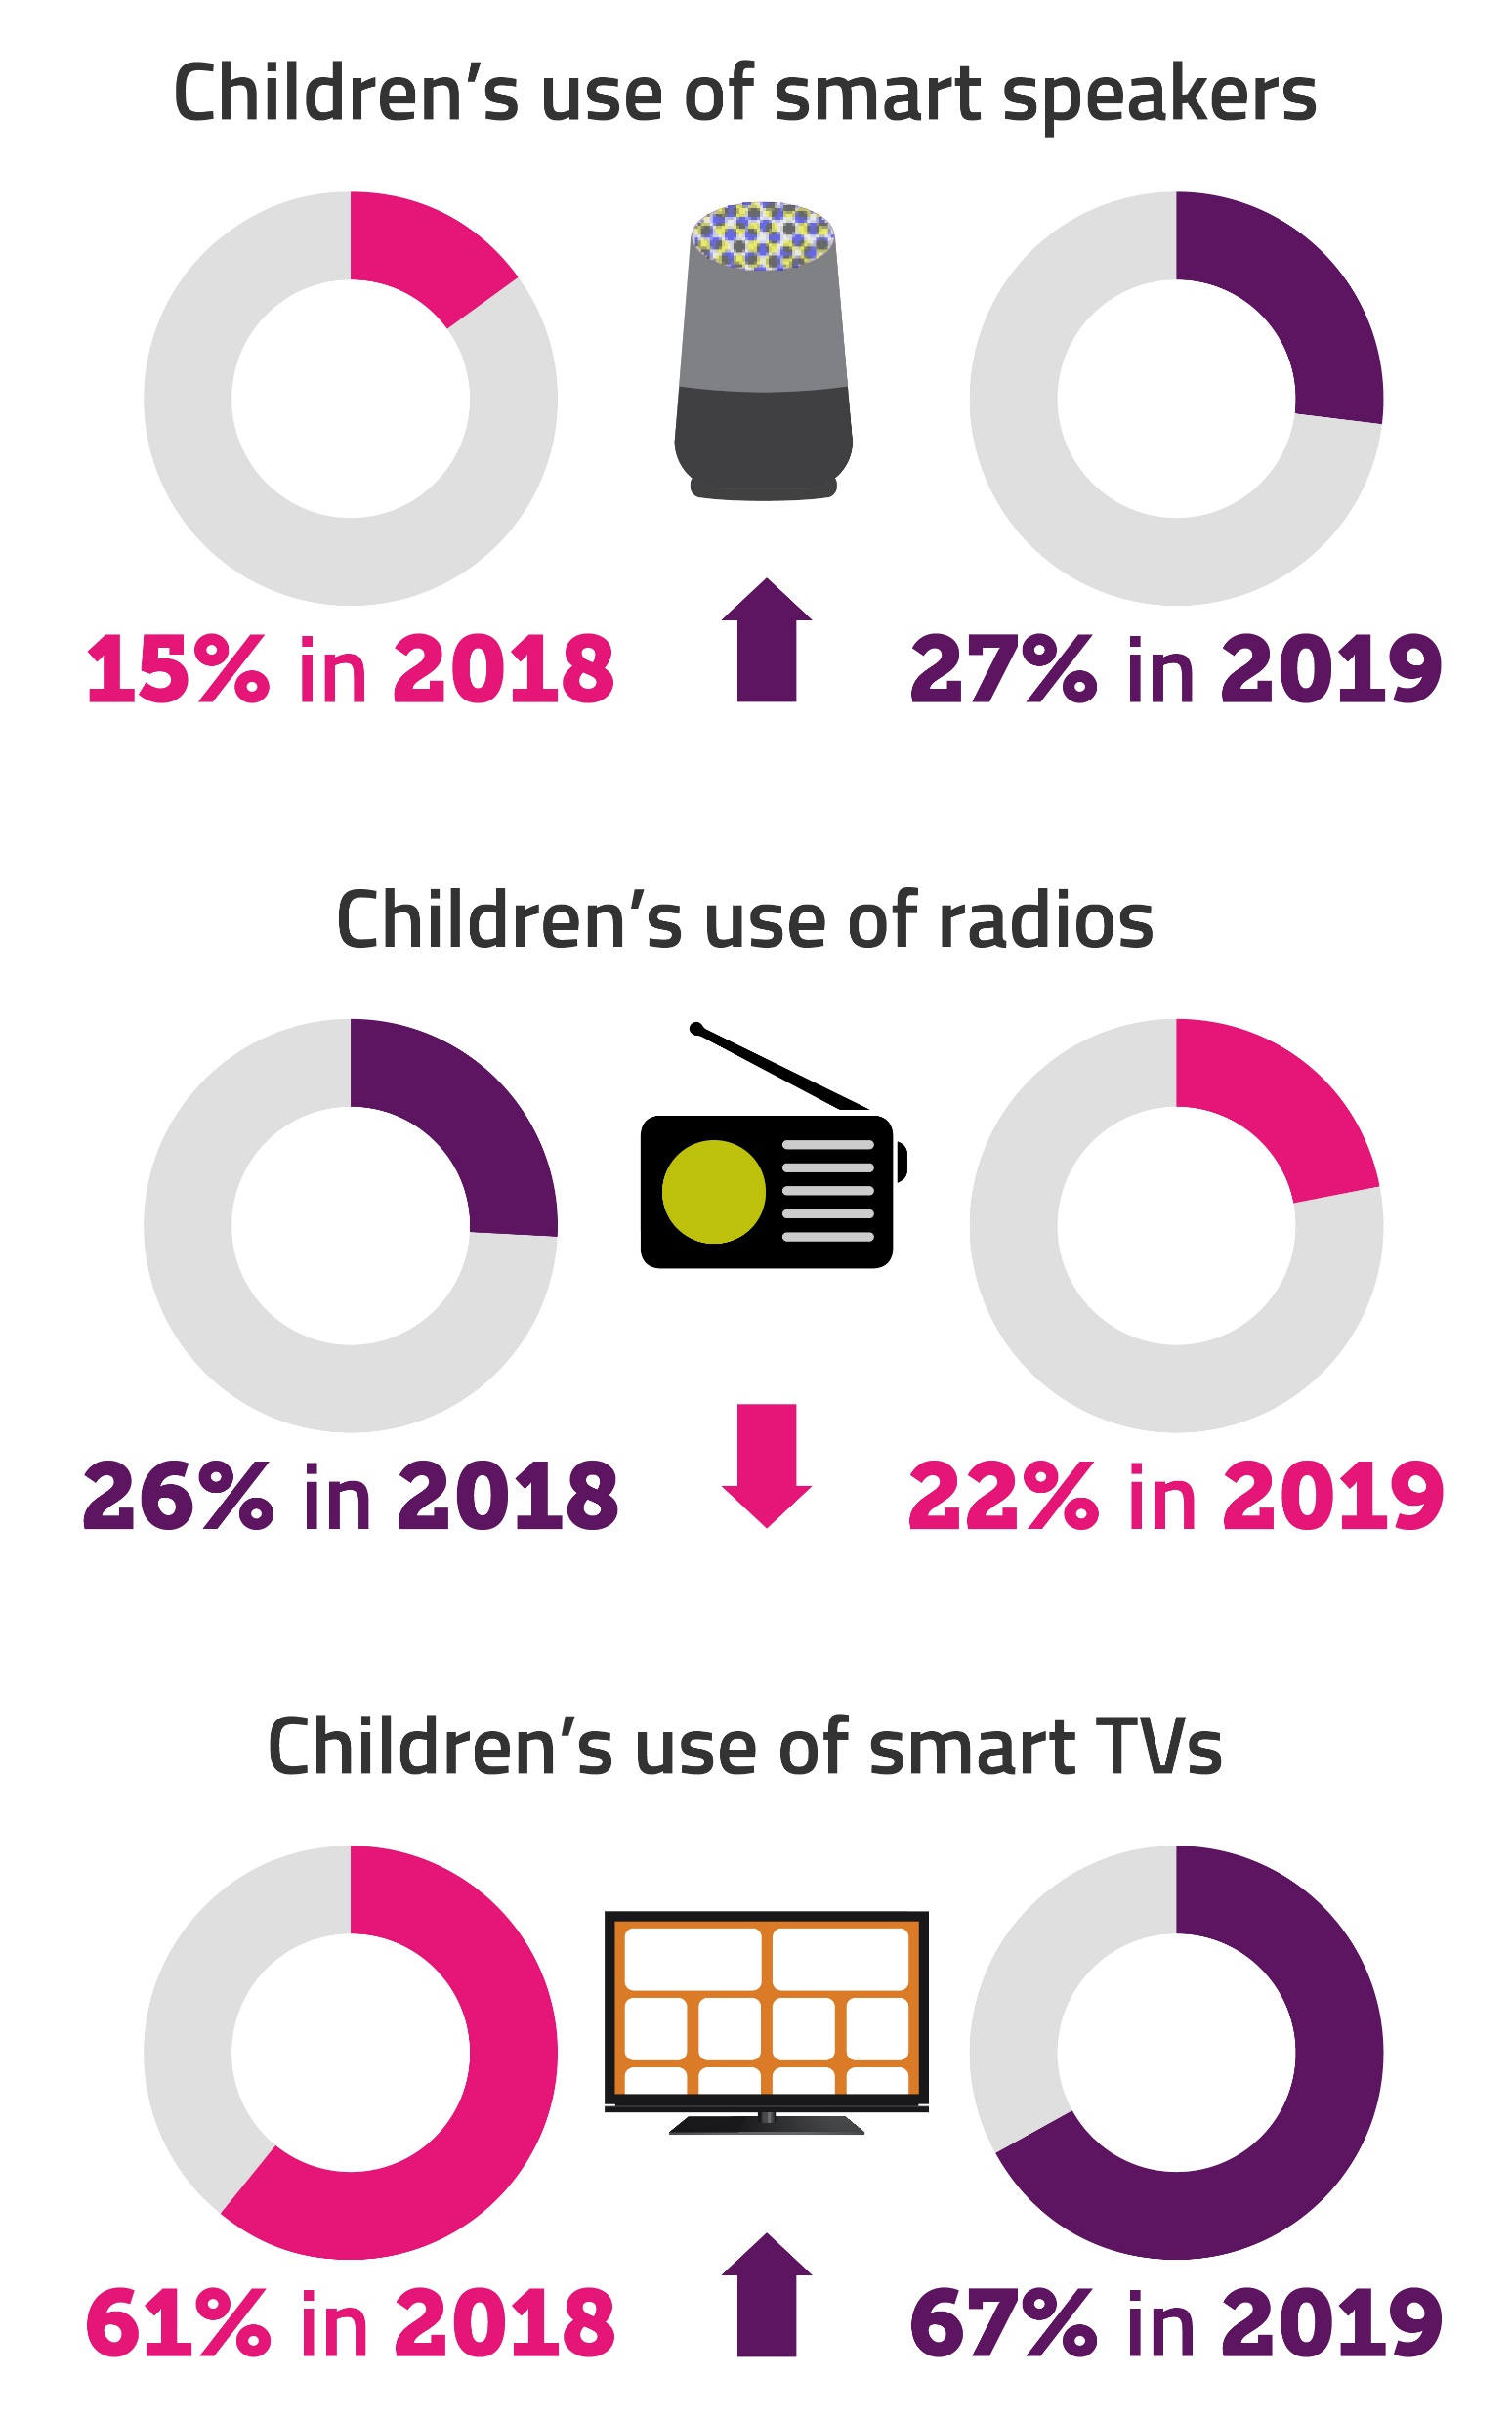 Children’s use of smart speakers
15% in 2018
27% in 2019
Children’s use of radios
26% in 2018
22% in 2019
Children’s use of smart TVs
61% in 2018
67% in 2019